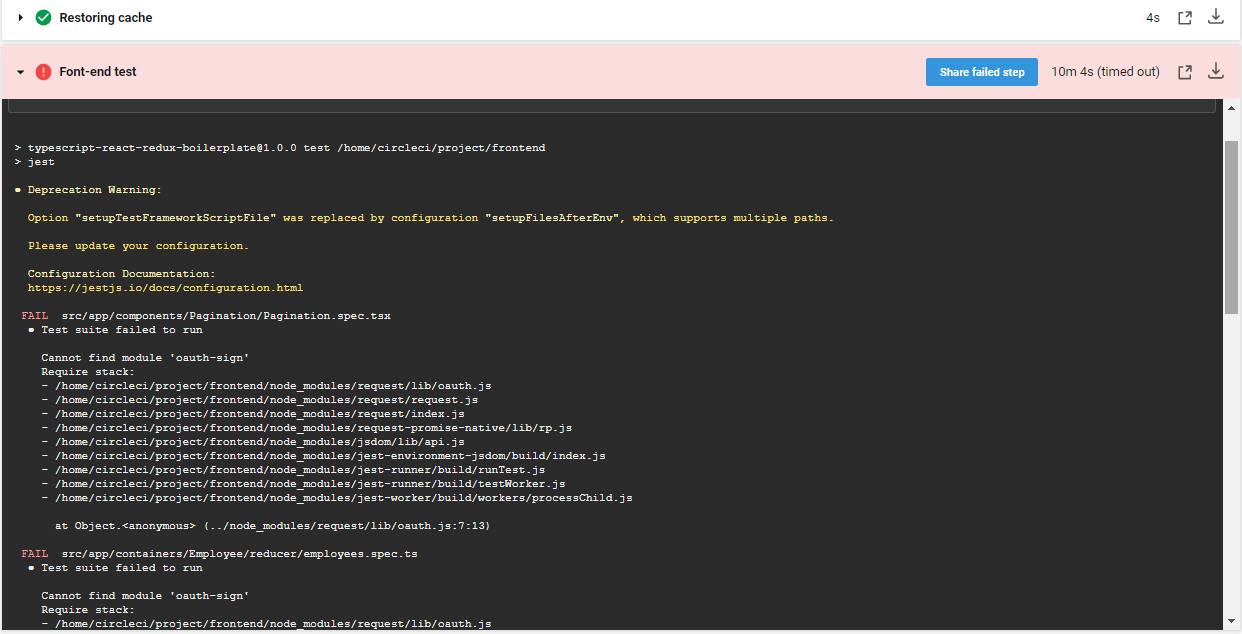 Restoring cache
4s
Font-end test
Share failed step
10m 4s (timed out)
> typescript-react-redux-boilerplate@1.0.0 test /home/circleci/project/frontend
> jest
● Deprecation Warning:
Option "setupTestFrameworkScriptFile" was replaced by configuration "setupFilesAfterEnv", which supports multiple paths.
Please update your configuration.
Configuration Documentation:
https://jestjs.io/docs/configuration.html
FAIL src/app/components/Pagination/Pagination.spec.tsx
● Test suite failed to run
Cannot find module 'oauth-sign'
Require stack:
- /home/circleci/project/frontend/node_modules/request/lib/oauth.js
- /home/circleci/project/frontend/node_modules/request/request.js
- /home/circleci/project/frontend/node_modules/request/index.js
- /home/circleci/project/frontend/node_modules/request-promise-native/lib/rp.js
- /home/circleci/project/frontend/node_modules/jsdom/lib/api.js
- /home/circleci/project/frontend/node_modules/jest-environment-jsdom/build/index.js
- /home/circleci/project/frontend/node_modules/jest-runner/build/runTest.js
- /home/circleci/project/frontend/node_modules/jest-runner/build/testWorker.js
- /home/circleci/project/frontend/node_modules/jest-worker/build/workers/processChild.js
at Object.<anonymous> (../node_modules/request/lib/oauth.js:7:13)
FAIL src/app/containers/Employee/reducer/employees.spec.ts
● Test suite failed to run
Cannot find module 'oauth-sign'
Require stack:
- /home/circleci/project/frontend/node_modules/request/lib/oauth.js